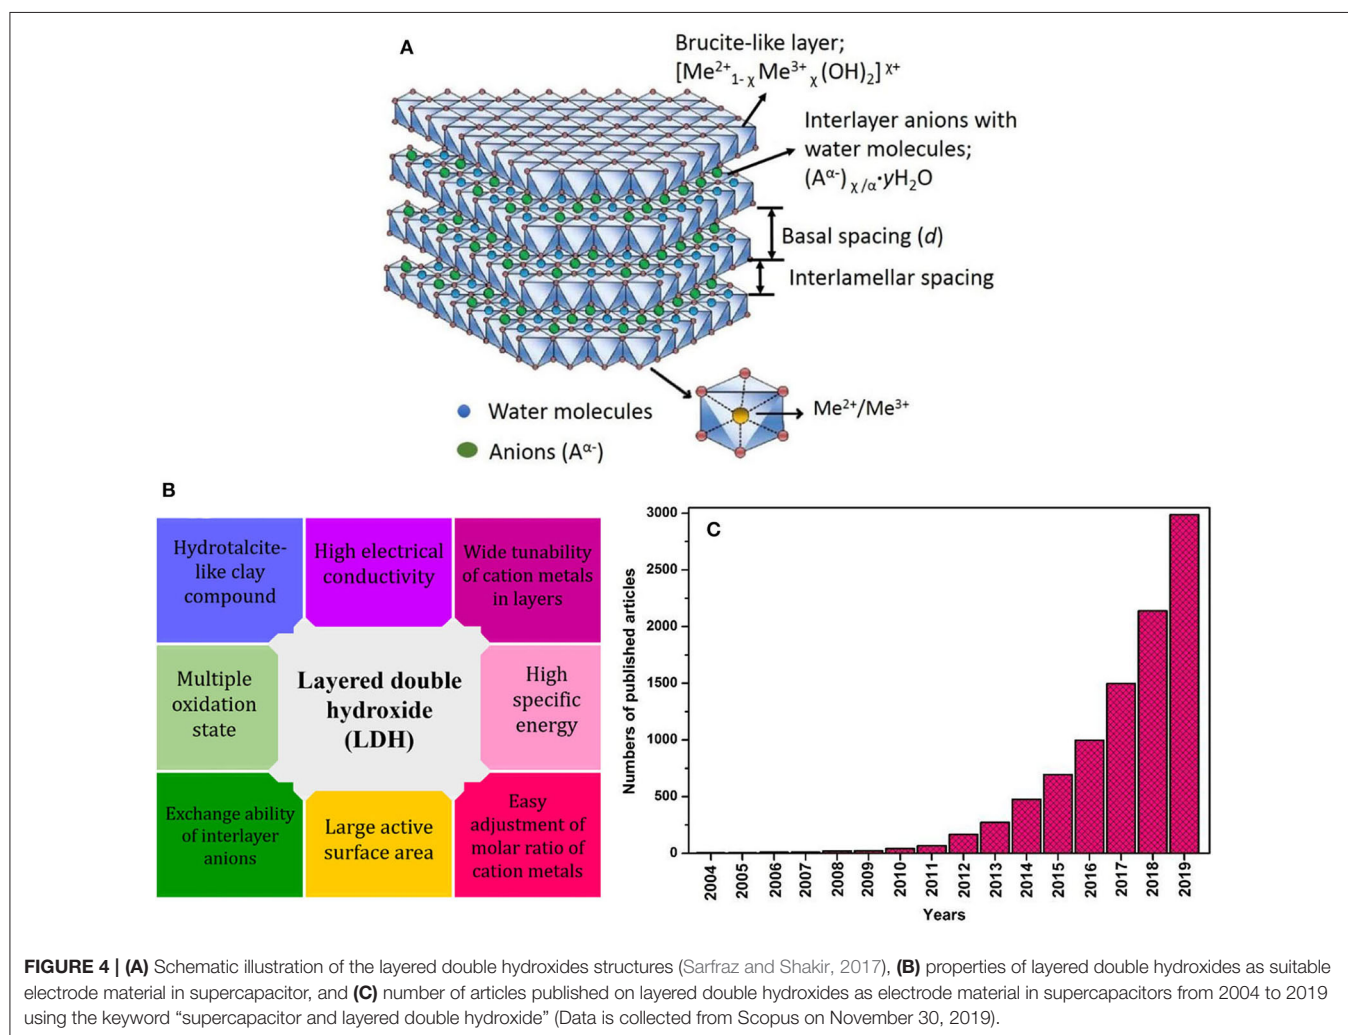 (A)
Brucite-like layer;
[Me²⁺₁₋ᵪMe³⁺ᵪ(OH)₂]ᵡ⁺
Interlayer anions with
water molecules;
(A^α-)χ/α·yH₂O
Basal spacing (d)
Interlamellar spacing
Me²⁺/Me³⁺
Water molecules
Anions (A^α-)
B
Hydrotalcite-
like clay
compound
High electrical
conductivity
Wide tunability
of cation metals
in layers
Multiple
oxidation
state
Layered double
hydroxide
(LDH)
High
specific
energy
Exchange ability
of interlayer
anions
Large active
surface area
Easy
adjustment of
molar ratio of
cation metals
C
Numbers of published articles
3000
2500
2000
1500
1000
500
0
2004
2005
2006
2007
2008
2009
2010
2011
2012
2013
2014
2015
2016
2017
2018
2019
Years
FIGURE 4 | (A) Schematic illustration of the layered double hydroxides structures (Sarfraz and Shakir, 2017), (B) properties of layered double hydroxides as suitable
electrode material in supercapacitor, and (C) number of articles published on layered double hydroxides as electrode material in supercapacitors from 2004 to 2019
using the keyword “supercapacitor and layered double hydroxide” (Data is collected from Scopus on November 30, 2019).